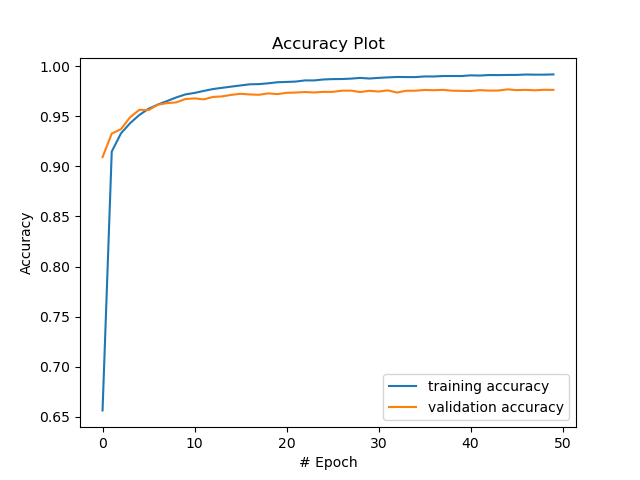 Accuracy Plot
1.00
0.95
0.90
0.85
0.80
0.75
0.70
0.65
Accuracy
0
10
20
30
40
50
# Epoch
training accuracy
validation accuracy